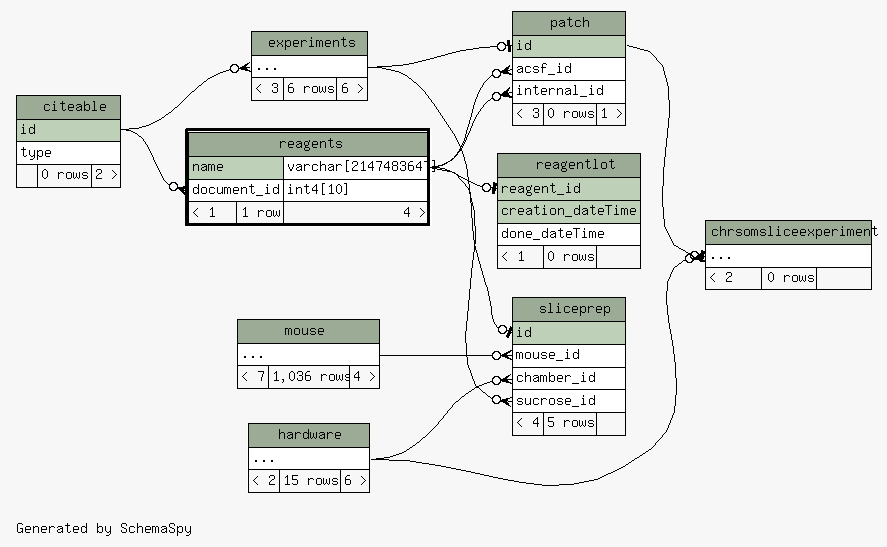 patch
id
acsf_id
internal_id
< 3 0 rows 1 >
experiments
...
< 3 6 rows 6 >
citeable
id
type
0 rows 2 >
reagents
name varchar[214748364
document_id int4[10]
< 1 1 row 4 >
reagentlot
reagent_id
creation_dateTime
done_dateTime
< 1 0 rows
chrsomsliceexperiment
...
< 2 0 rows
sliceprep
id
mouse_id
chamber_id
sucrose_id
< 4 5 rows
mouse
...
< 7 1,036 rows 4 >
hardware
...
< 2 15 rows 6 >
Generated by SchemaSpy